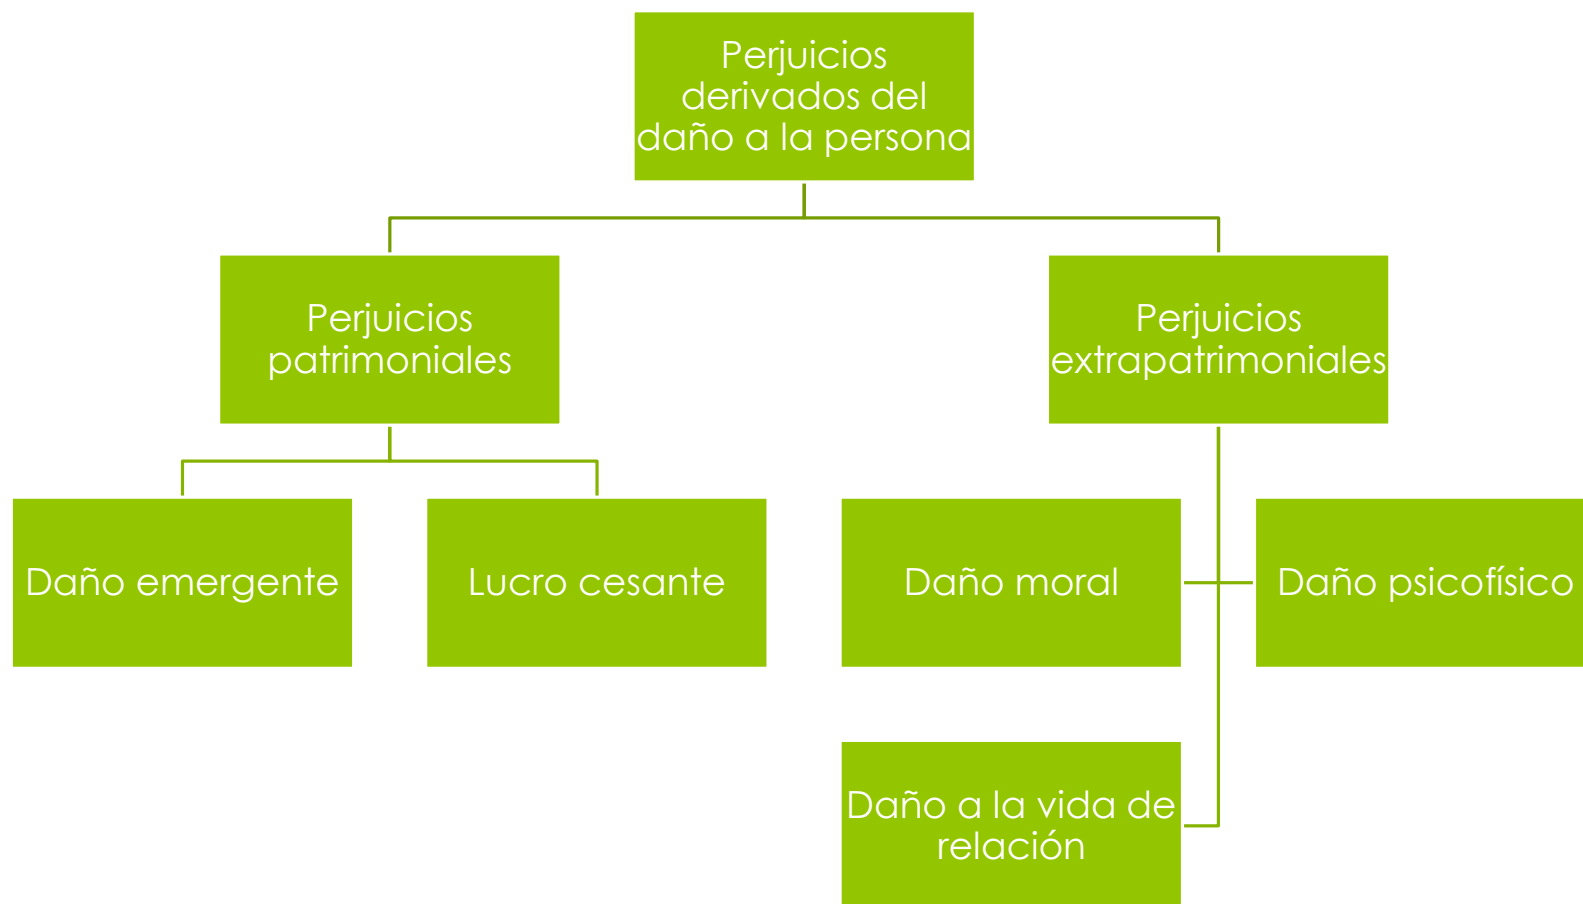 Perjuicios
derivados del
daño a la persona
Perjuicios
patrimoniales
Perjuicios
extrapatrimoniales
Daño emergente
Lucro cesante
Daño moral
Daño psicofísico
Daño a la vida de
relación